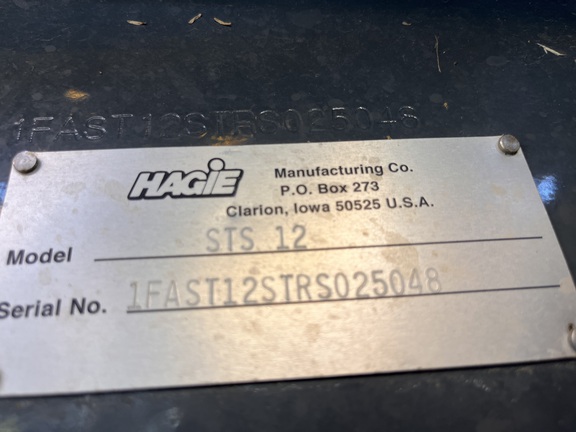 1FAST12STRS025048
HAGIE
Manufacturing Co.
P.O. Box 273
Clarion, Iowa 50525 U.S.A.
Model STS 12
Serial No. 1FAST12STRS025048